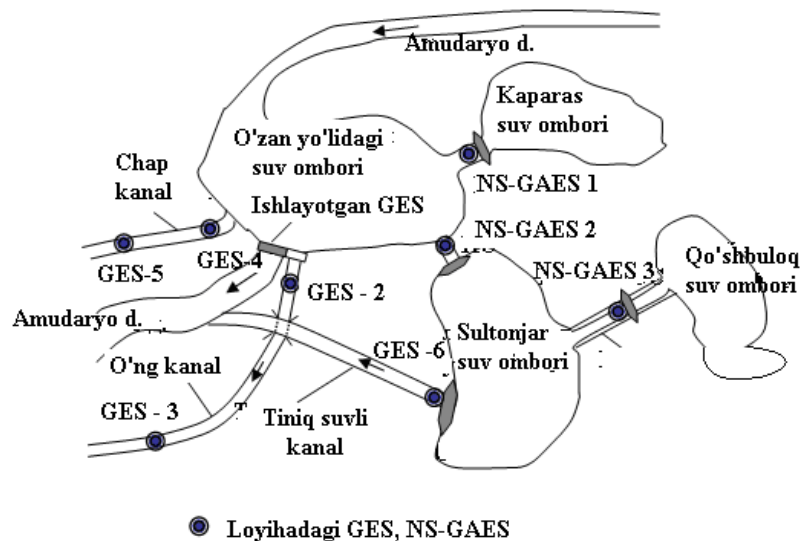 Amudaryo d.
Kaparas
suv ombori
O'zan yo'lidagi
suv ombori
Chap
kanal
NS-GAES 1
Ishlayotgan GES
NS-GAES 2
GES-5
GES-4
NS-GAES 3
Qo'shbuloq
suv ombori
GES - 2
Amudaryo d.
Sultonjar
suv ombori
GES -6
O'ng kanal
GES - 3
Tiniq suvli
kanal
Loyihadagi GES, NS-GAES